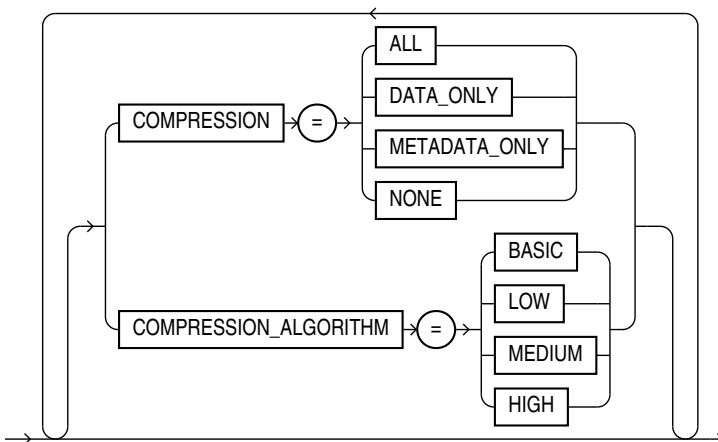 ALL
DATA_ONLY
COMPRESSION =
METADATA_ONLY
NONE
BASIC
LOW
COMPRESSION_ALGORITHM =
MEDIUM
HIGH